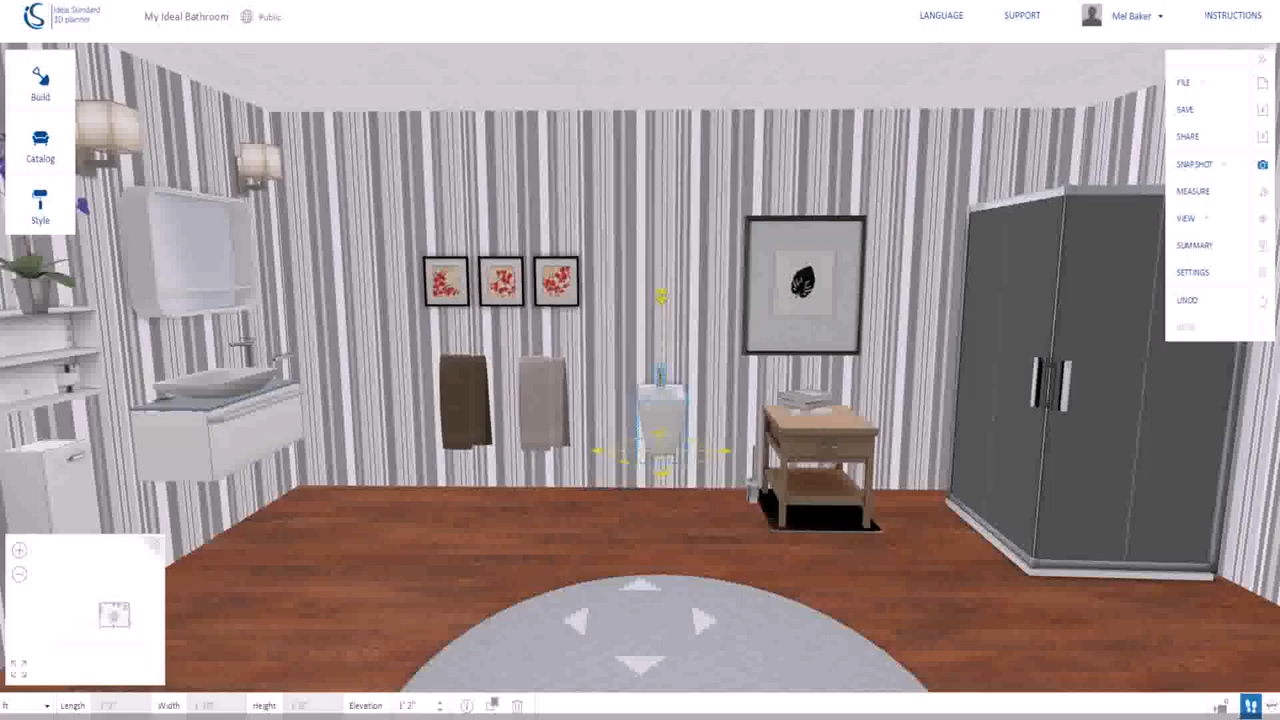 Ideal Standard
3D planner
My Ideal Bathroom
Public
LANGUAGE
SUPPORT
Mel Baker
INSTRUCTIONS
Build
Catalog
Style
FILE
SAVE
SHARE
SNAPSHOT
MEASURE
VIEW
SUMMARY
SETTINGS
UNDO
ft Length Width Height Elevation 1' 2"